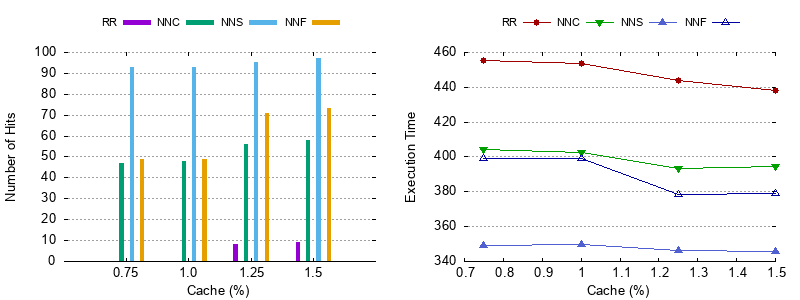 RR NNC NNS NNF
100
90
80
70
60
50
40
30
20
10
0
Number of Hits
0.75 1.0 1.25 1.5
Cache (%)
RR NNC NNS NNF
460
440
420
400
380
360
340
Execution Time
0.7 0.8 0.9 1 1.1 1.2 1.3 1.4 1.5
Cache (%)